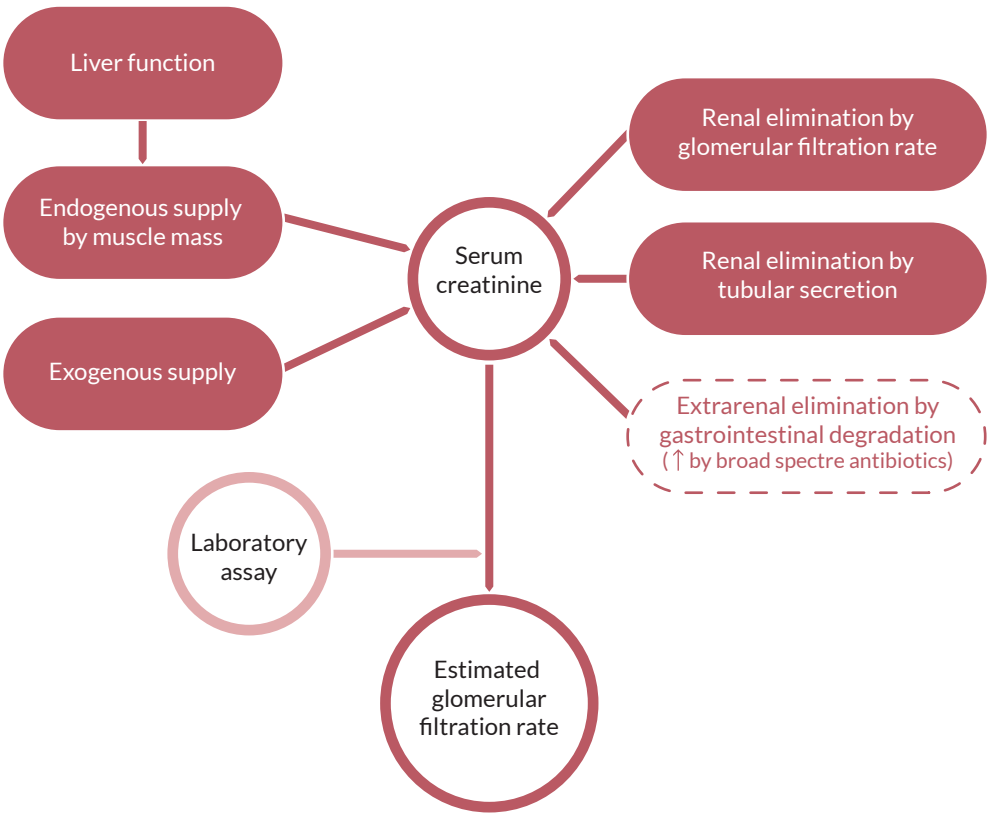 Liver function
Endogenous supply
by muscle mass
Exogenous supply
Serum
creatinine
Renal elimination by
glomerular filtration rate
Renal elimination by
tubular secretion
Extrarenal elimination by
gastrointestinal degradation
(↑ by broad spectre antibiotics)
Laboratory
assay
Estimated
glomerular
filtration rate